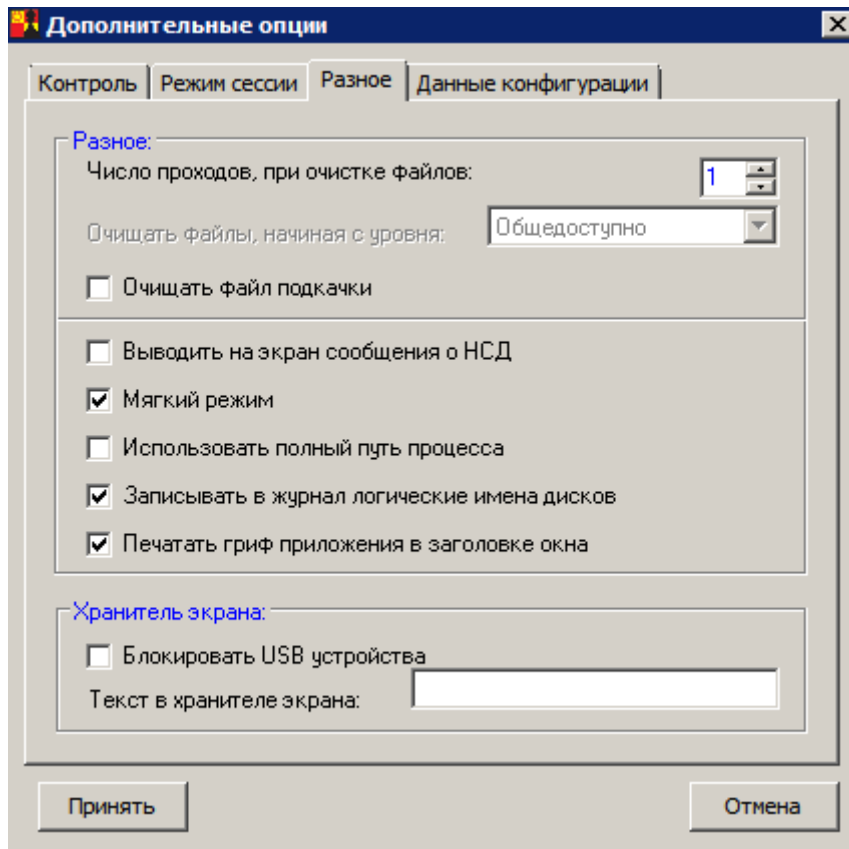 Дополнительные опции
Контроль Режим сессии Разное Данные конфигурации
Разное:
Число проходов, при очистке файлов: 1
Очищать файлы, начиная с уровня: Общедоступно
Очищать файл подкачки
Выводить на экран сообщения о НСД
Мягкий режим
Использовать полный путь процесса
Записывать в журнал логические имена дисков
Печатать гриф приложения в заголовке окна
Хранитель экрана:
Блокировать USB устройства
Текст в хранителе экрана:
Принять Отмена